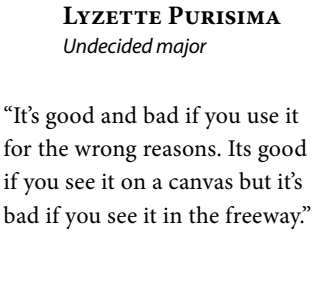 Lyzette Purisima
Undecided major
“It’s good and bad if you use it
for the wrong reasons. Its good
if you see it on a canvas but it’s
bad if you see it in the freeway.”